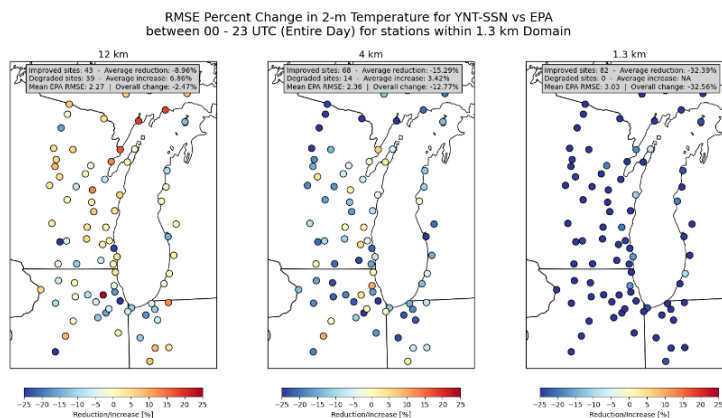 RMSE Percent Change in 2-m Temperature for YNT-SSN vs EPA
between 00 - 23 UTC (Entire Day) for stations within 1.3 km Domain
12 km
Improved sites: 43 - Average reduction: -8.96%
Degraded sites: 39 - Average increase: 6.86%
Mean EPA RMSE: 2.27 | Overall change: -2.47%
−25 −20 −15 −10 −5 0 5 10 15 20 25
Reduction/Increase [%]
4 km
Improved sites: 68 - Average reduction: -15.29%
Degraded sites: 14 - Average increase: 3.42%
Mean EPA RMSE: 2.36 | Overall change: -12.77%
−25 −20 −15 −10 −5 0 5 10 15 20 25
Reduction/Increase [%]
1.3 km
Improved sites: 82 - Average reduction: -32.39%
Degraded sites: 0 - Average increase: NA
Mean EPA RMSE: 3.03 | Overall change: -32.56%
−25 −20 −15 −10 −5 0 5 10 15 20 25
Reduction/Increase [%]